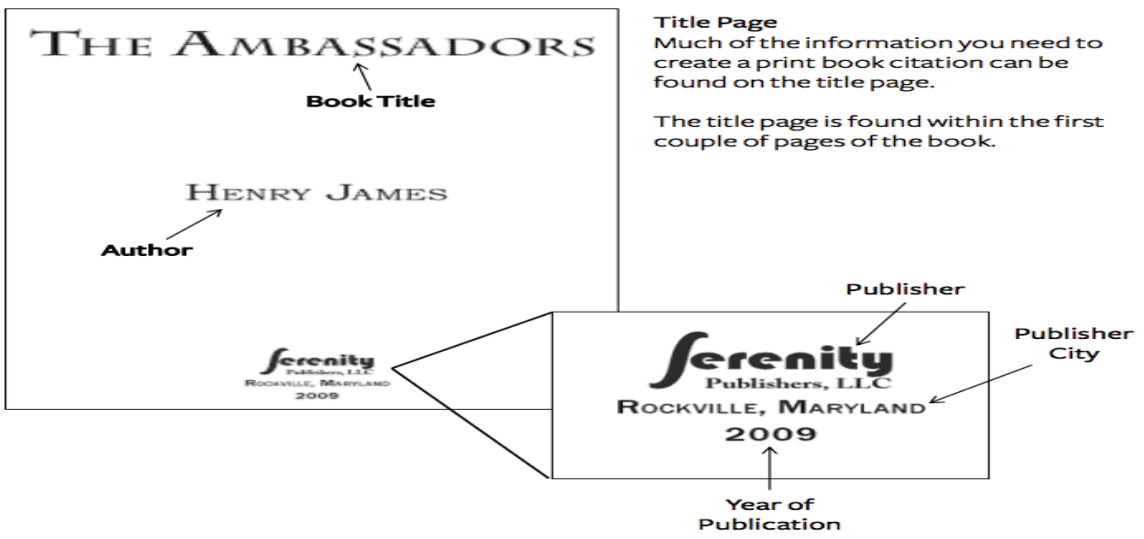 THE AMBASSADORS
Book Title
HENRY JAMES
Author
Serenity
Publishers, LLC
ROCKVILLE, MARYLAND
2009
Title Page
Much of the information you need to
create a print book citation can be
found on the title page.
The title page is found within the first
couple of pages of the book.
Publisher
Publisher
City
Serenity
Publishers, LLC
ROCKVILLE, MARYLAND
2009
Year of
Publication